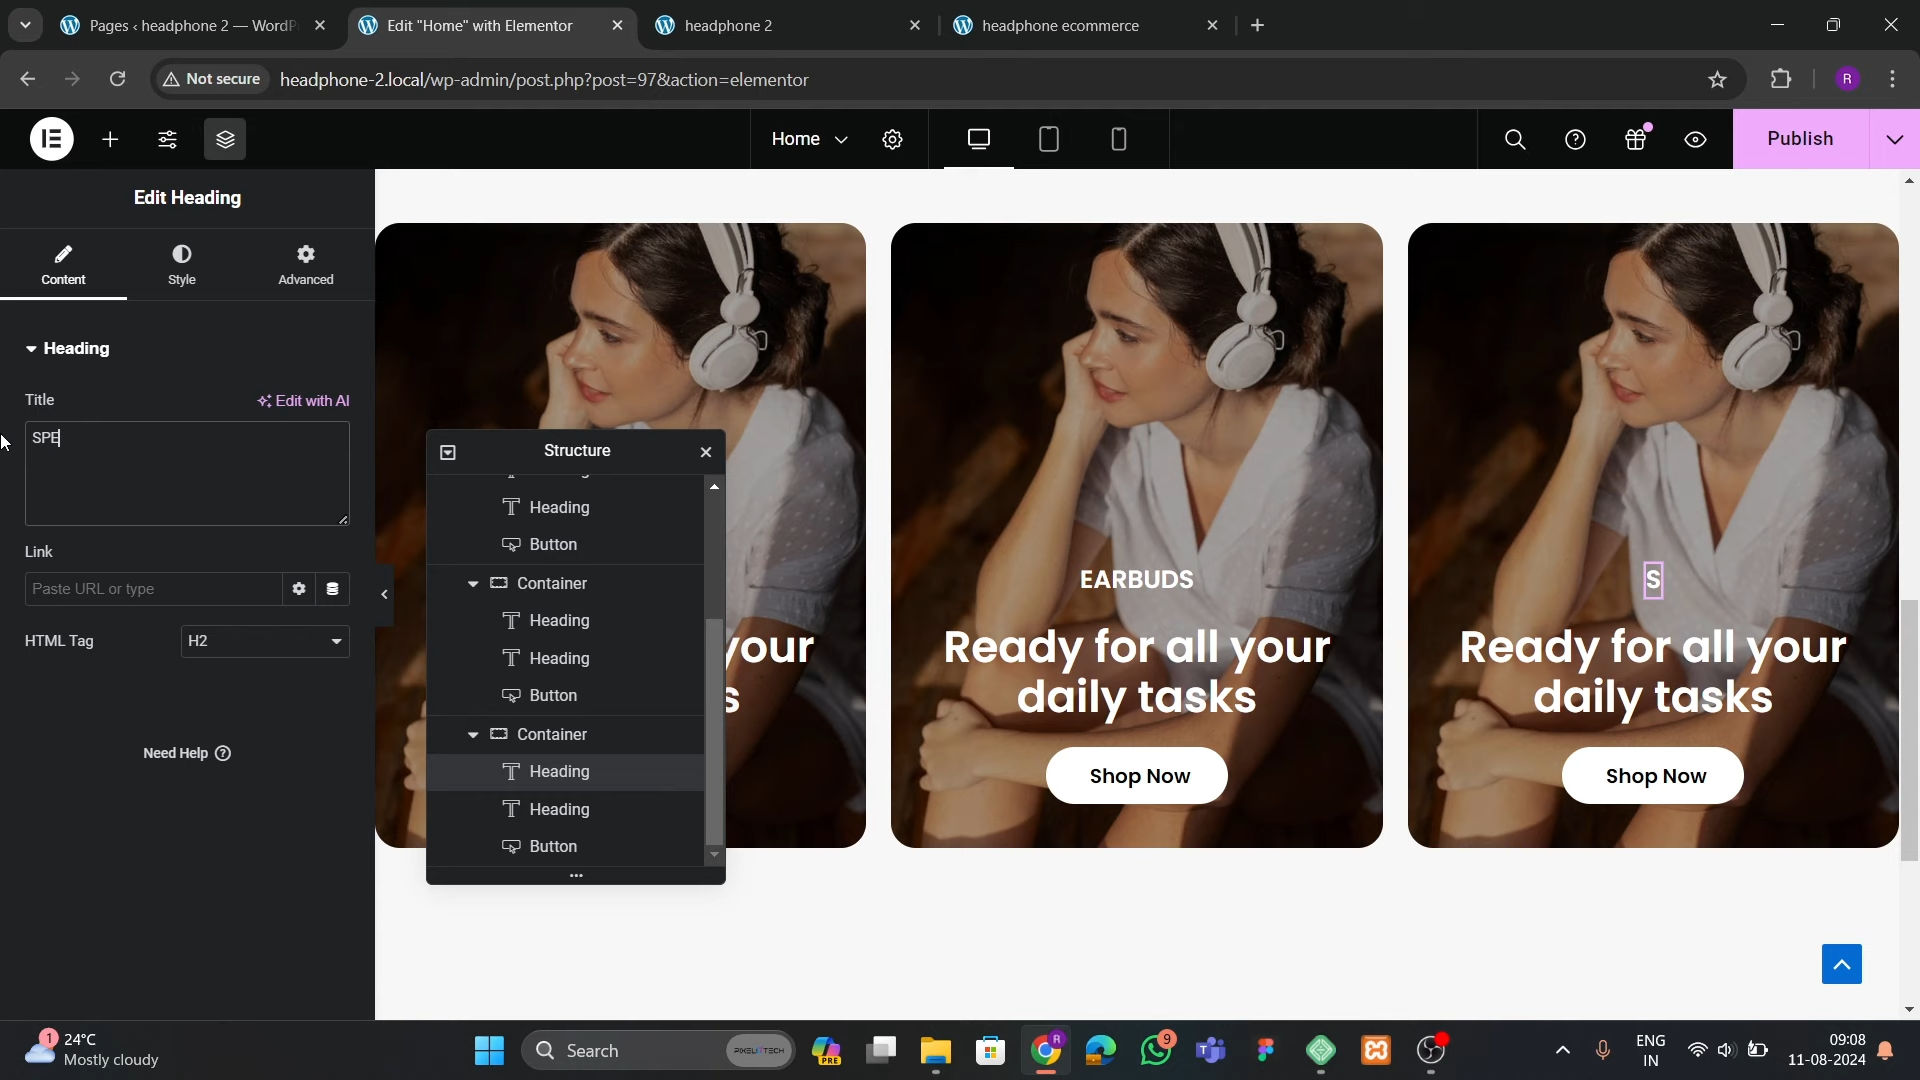 Pages ‹ headphone 2 — WordP
Edit "Home" with Elementor
headphone 2
headphone ecommerce
Not secure
headphone-2.local/wp-admin/post.php?post=97&action=elementor
R
Home
Publish
Edit Heading
Content
Style
Advanced
Heading
Title
Edit with AI
SPE
Link
Paste URL or type
HTML Tag
H2
Need Help
Structure
Heading
Button
Container
Heading
Heading
Button
Container
Heading
Heading
Button
your
s
EARBUDS
Ready for all your
daily tasks
Shop Now
S
Ready for all your
daily tasks
Shop Now
1
24°C
Mostly cloudy
Search
PIXELIITECH
PRE
R
9
ENG
IN
09:08
11-08-2024